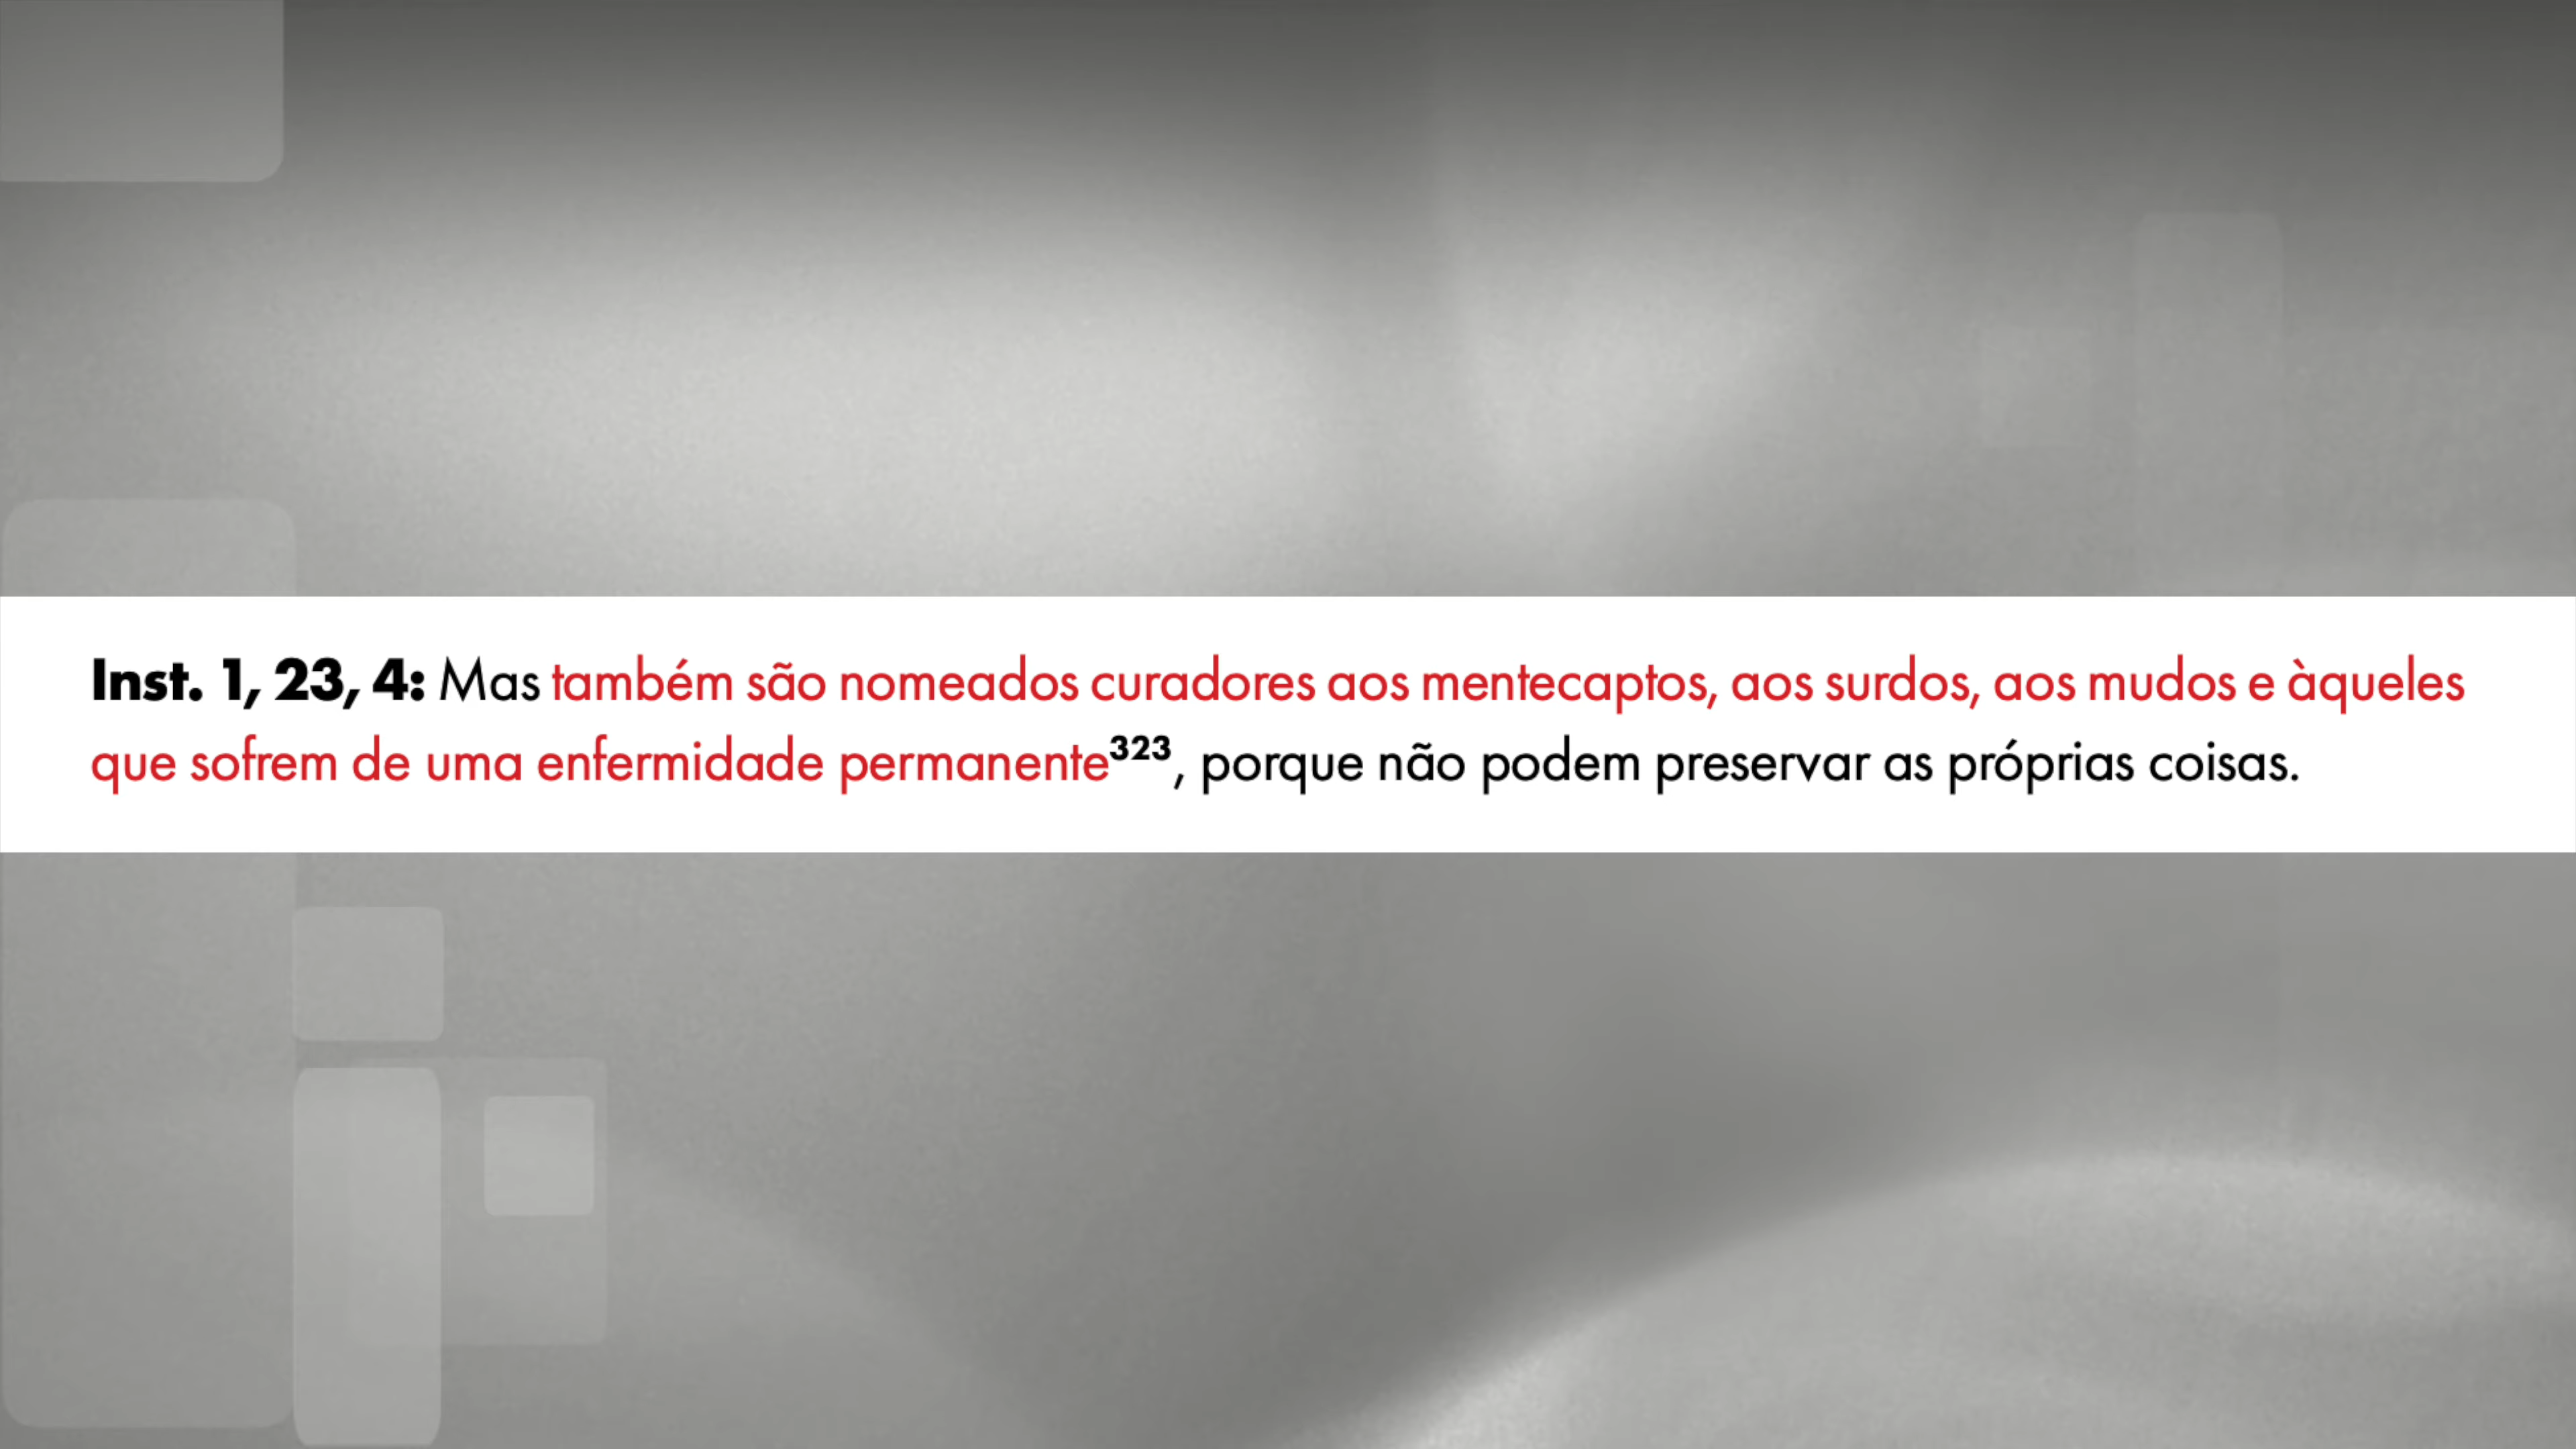 Inst. 1, 23, 4: Mas também são nomeados curadores aos mentecaptos, aos surdos, aos mudos e àqueles
que sofrem de uma enfermidade permanente³²³, porque não podem preservar as próprias coisas.